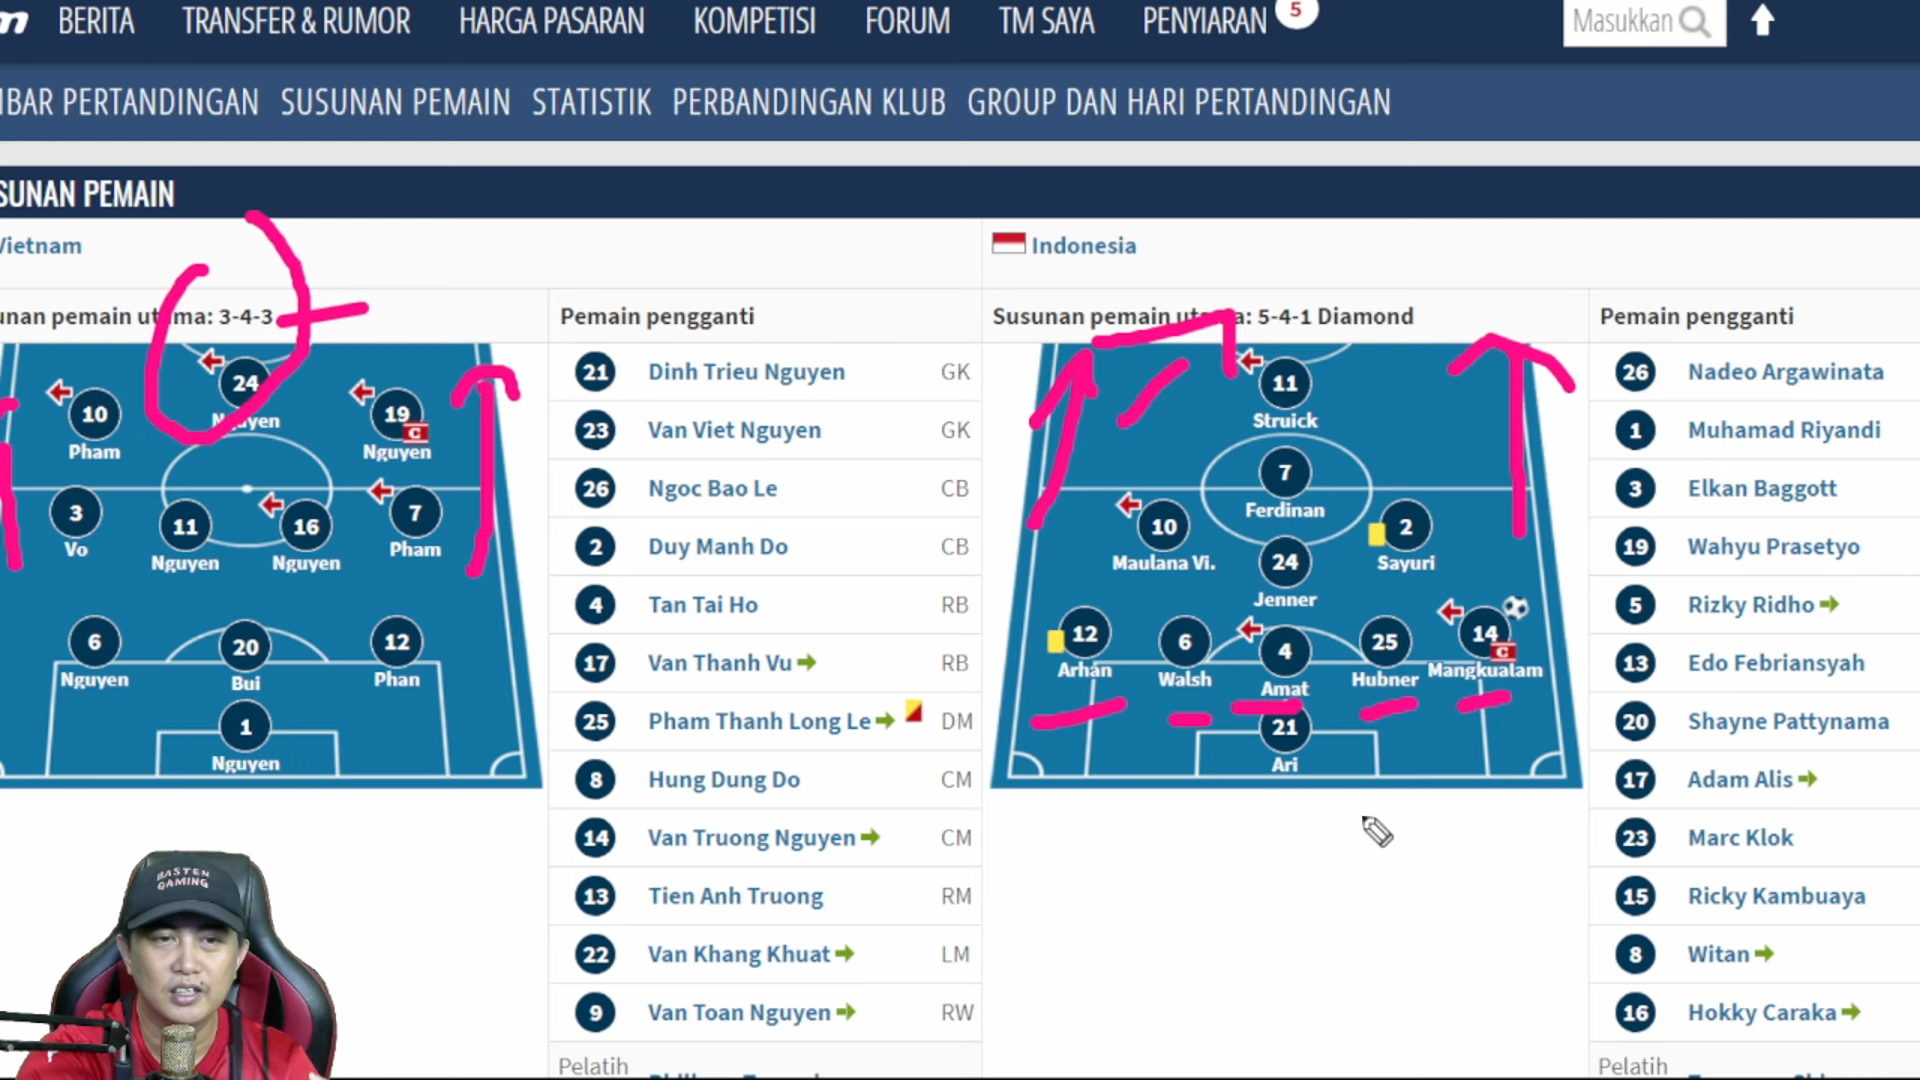 BERITA TRANSFER & RUMOR HARGA PASARAN KOMPETISI FORUM TM SAYA PENYIARAN 5 Masukkan
BAR PERTANDINGAN SUSUNAN PEMAIN STATISTIK PERBANDINGAN KLUB GROUP DAN HARI PERTANDINGAN
SUNAN PEMAIN
Vietnam
unan pemain utama: 3-4-3
24
Nguyen
10
Pham
19
C
Nguyen
3
Vo
11
Nguyen
16
Nguyen
7
Pham
6
Nguyen
20
Bui
12
Phan
1
Nguyen
Pemain pengganti
21 Dinh Trieu Nguyen GK
23 Van Viet Nguyen GK
26 Ngoc Bao Le CB
2 Duy Manh Do CB
4 Tan Tai Ho RB
17 Van Thanh Vu RB
25 Pham Thanh Long Le DM
8 Hung Dung Do CM
14 Van Truong Nguyen CM
13 Tien Anh Truong RM
22 Van Khang Khuat LM
9 Van Toan Nguyen RW
Pelatih
Indonesia
Susunan pemain utama: 5-4-1 Diamond
11
Struick
7
Ferdinan
10
Maulana Vi.
2
Sayuri
24
Jenner
12
Arhan
6
Walsh
4
Amat
25
Hubner
14
C
Mangkualam
21
Ari
Pemain pengganti
26 Nadeo Argawinata
1 Muhamad Riyandi
3 Elkan Baggott
19 Wahyu Prasetyo
5 Rizky Ridho
13 Edo Febriansyah
20 Shayne Pattynama
17 Adam Alis
23 Marc Klok
15 Ricky Kambuaya
8 Witan
16 Hokky Caraka
Pelatih
HASTEN
GAMING